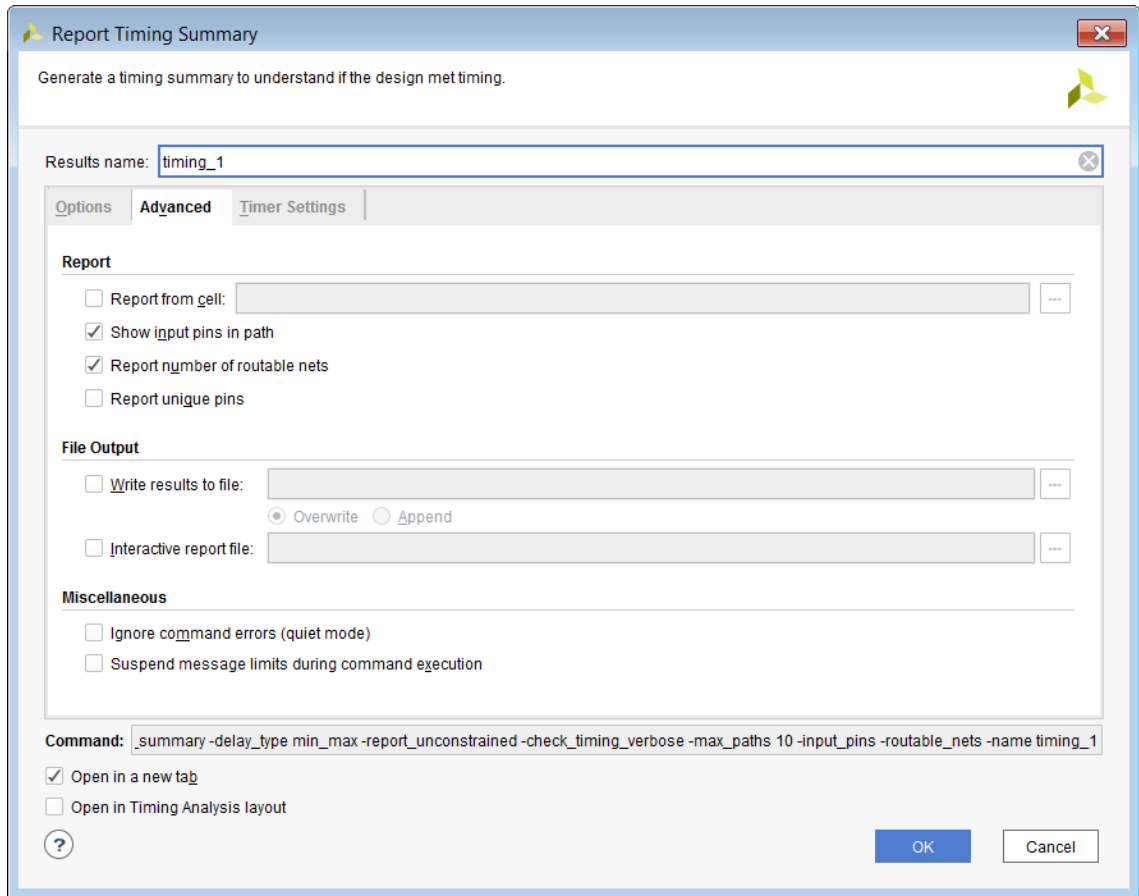 Report Timing Summary
Generate a timing summary to understand if the design met timing.
Results name: timing_1
Options Advanced Timer Settings
Report
Report from cell:
Show input pins in path
Report number of routable nets
Report unique pins
File Output
Write results to file:
Overwrite Append
Interactive report file:
Miscellaneous
Ignore command errors (quiet mode)
Suspend message limits during command execution
Command: _summary -delay_type min_max -report_unconstrained -check_timing_verbose -max_paths 10 -input_pins -routable_nets -name timing_1
Open in a new tab
Open in Timing Analysis layout
? OK Cancel